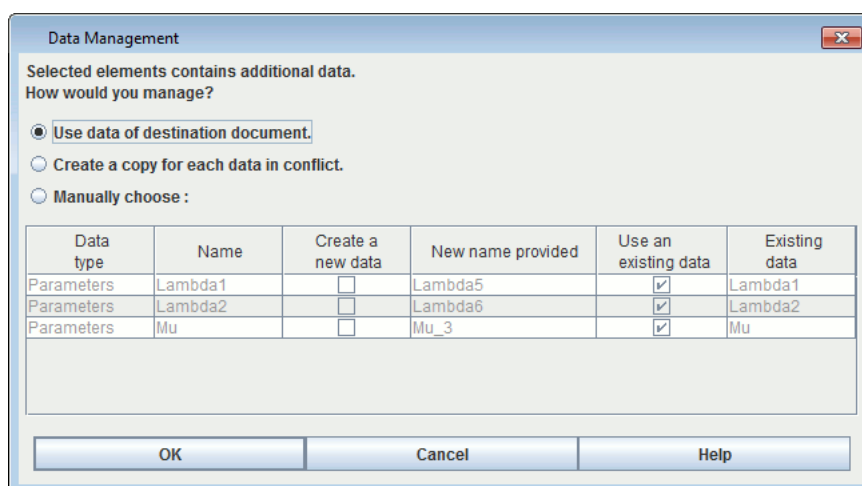 Data Management
Selected elements contains additional data.
How would you manage?
Use data of destination document.
Create a copy for each data in conflict.
Manually choose :
Data type Name Create a new data New name provided Use an existing data Existing data
Parameters Lambda1 Lambda5 Lambda1
Parameters Lambda2 Lambda6 Lambda2
Parameters Mu Mu_3 Mu
OK Cancel Help